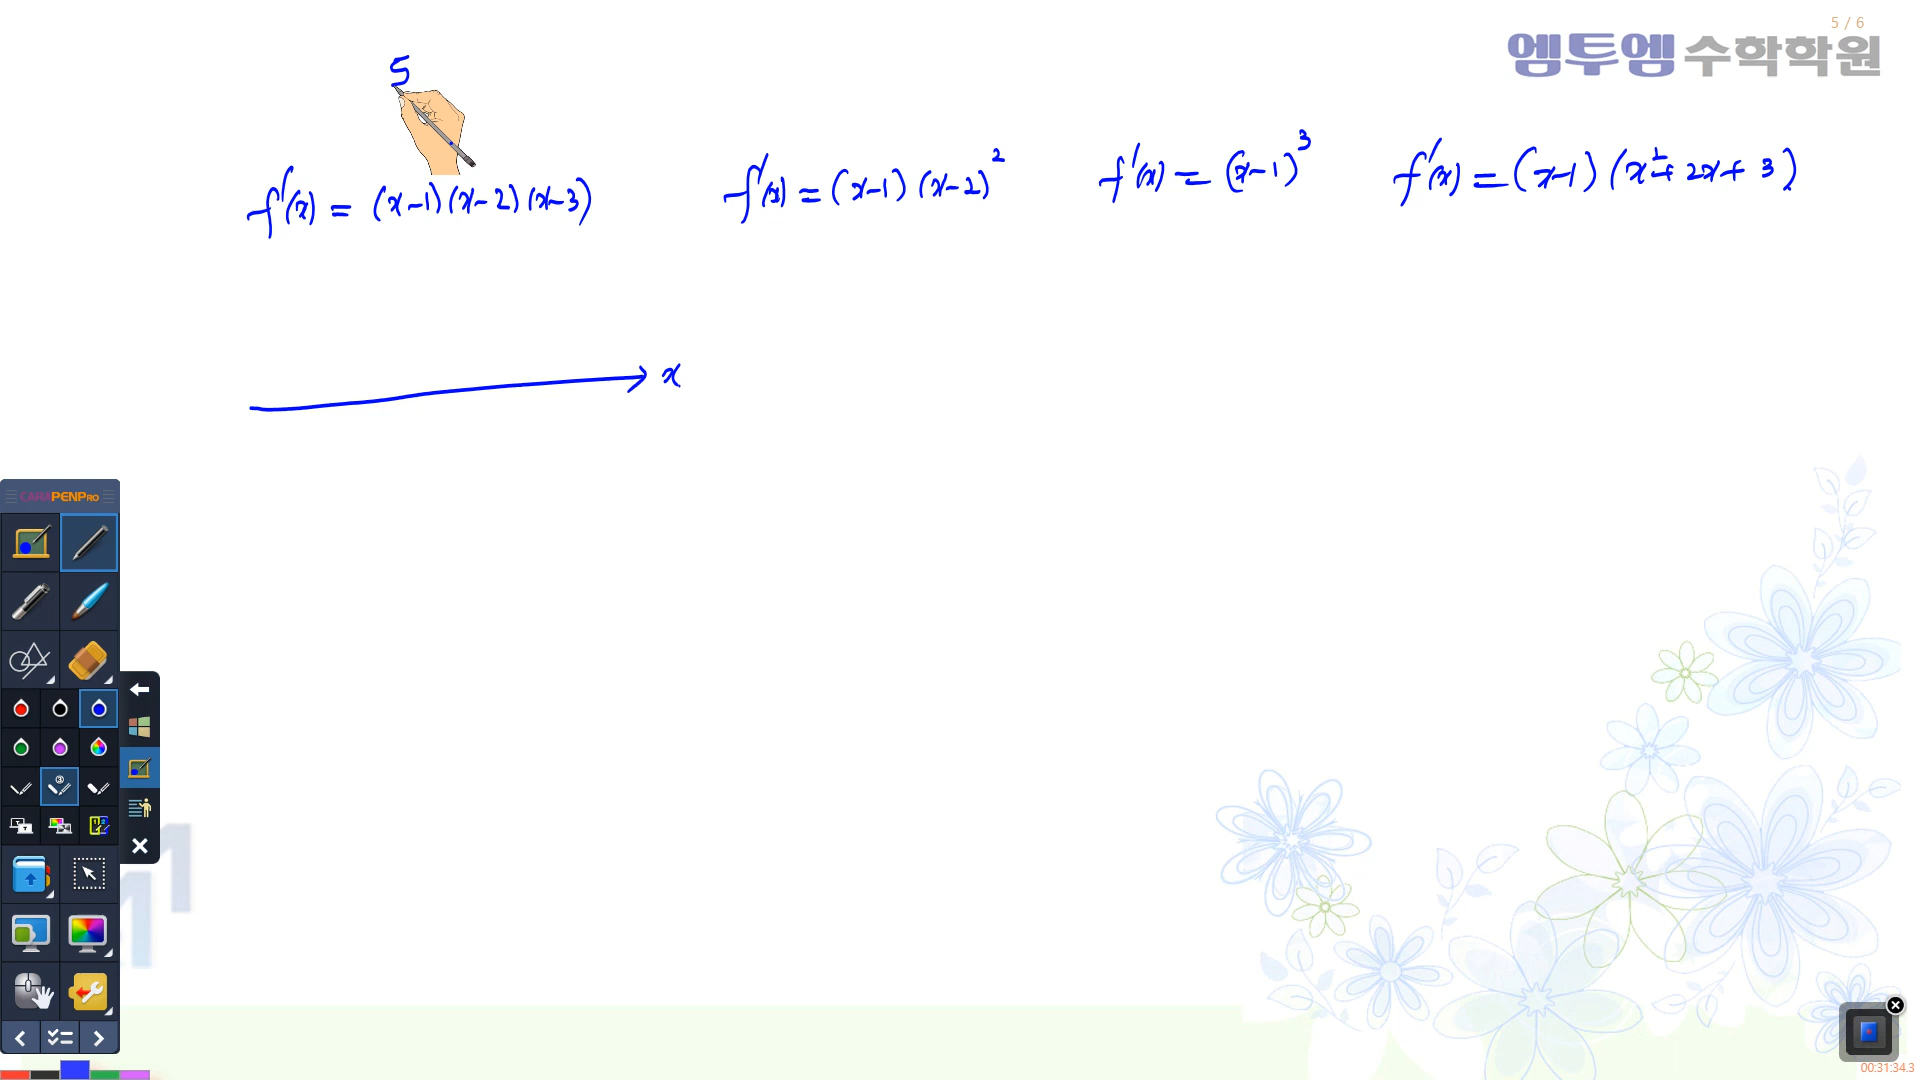 5 / 6
엠투엠 수학학원
5
f'(x) = (x-1)(x-2)(x-3)
f'(x) = (x-1)(x-2)²
f'(x) = (x-1)³
f'(x) = (x-1)(x²+2x+3)
x
CARAPENPRO
00:31:34.3